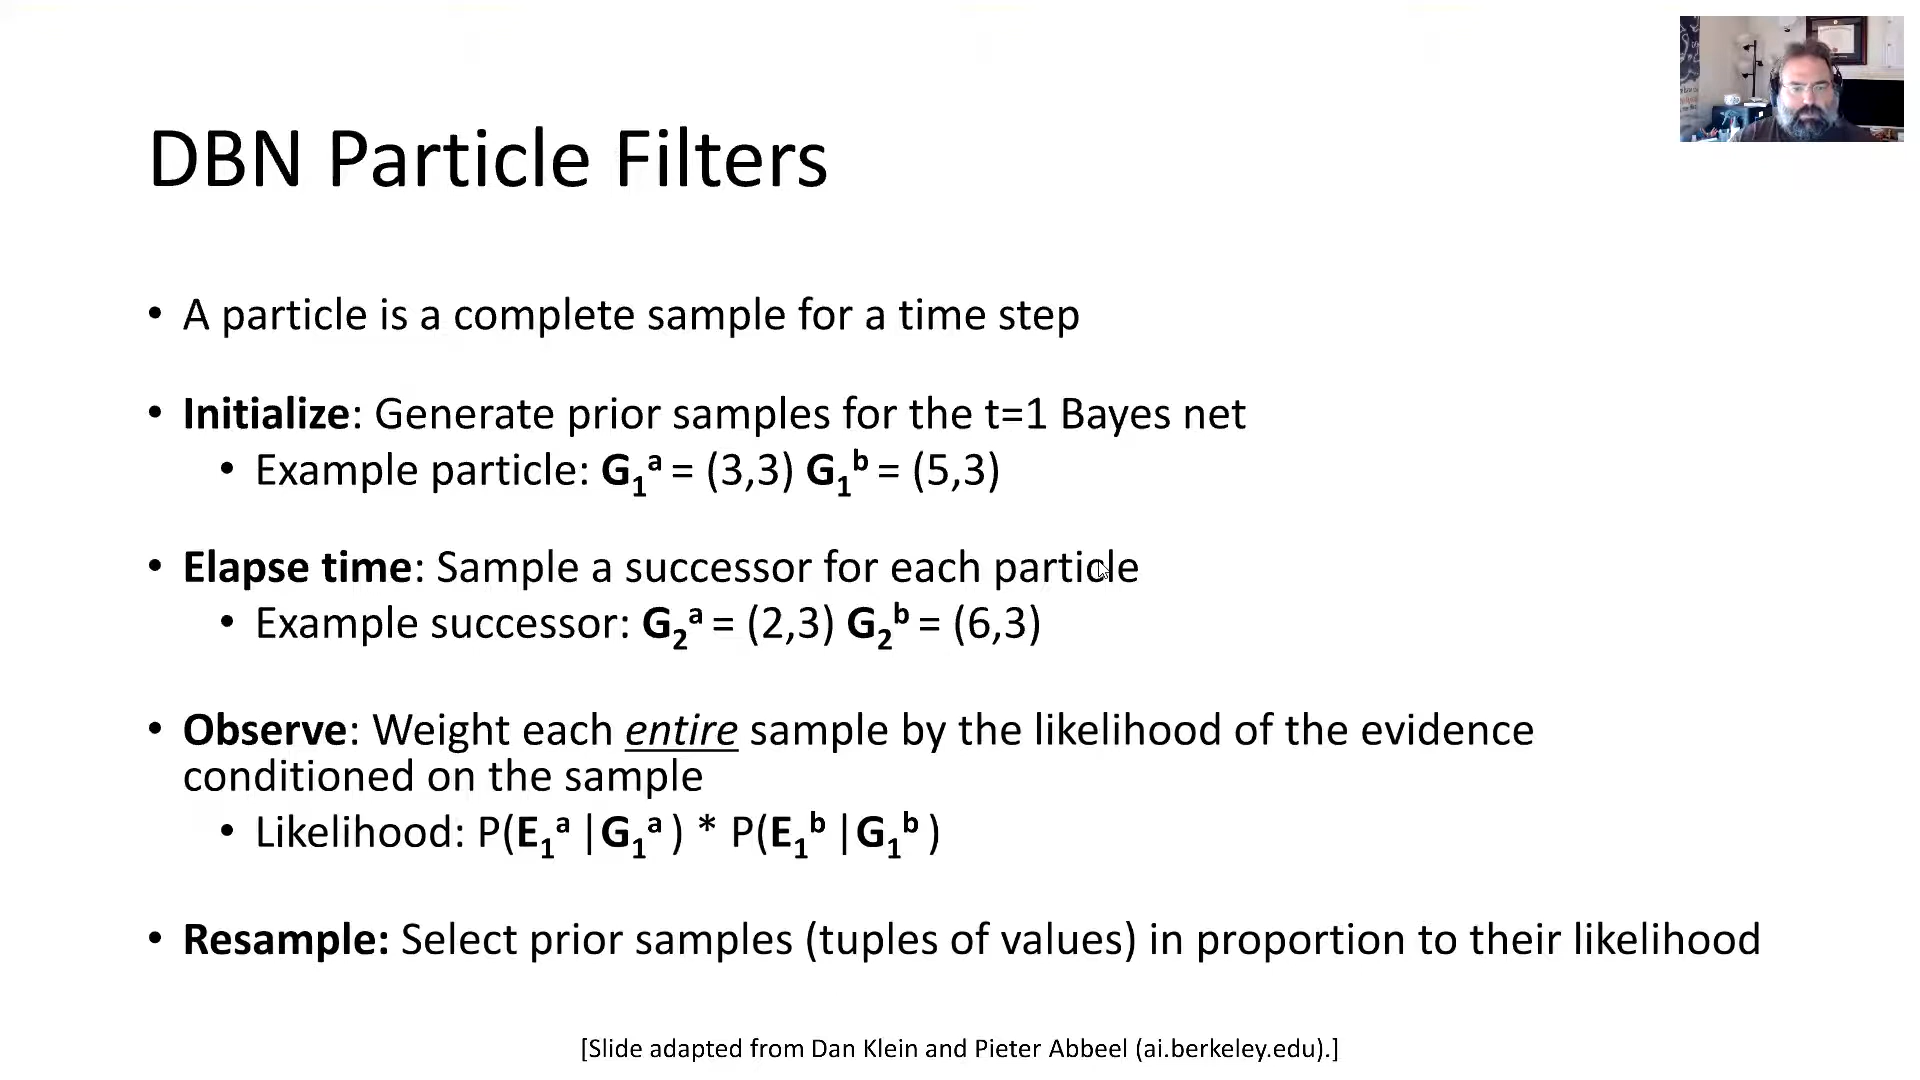 DBN Particle Filters
• A particle is a complete sample for a time step
• Initialize: Generate prior samples for the t=1 Bayes net
• Example particle: G₁ᵃ = (3,3) G₁ᵇ = (5,3)
• Elapse time: Sample a successor for each particle
• Example successor: G₂ᵃ = (2,3) G₂ᵇ = (6,3)
• Observe: Weight each entire sample by the likelihood of the evidence
conditioned on the sample
• Likelihood: P(E₁ᵃ |G₁ᵃ ) * P(E₁ᵇ |G₁ᵇ )
• Resample: Select prior samples (tuples of values) in proportion to their likelihood
[Slide adapted from Dan Klein and Pieter Abbeel (ai.berkeley.edu).]